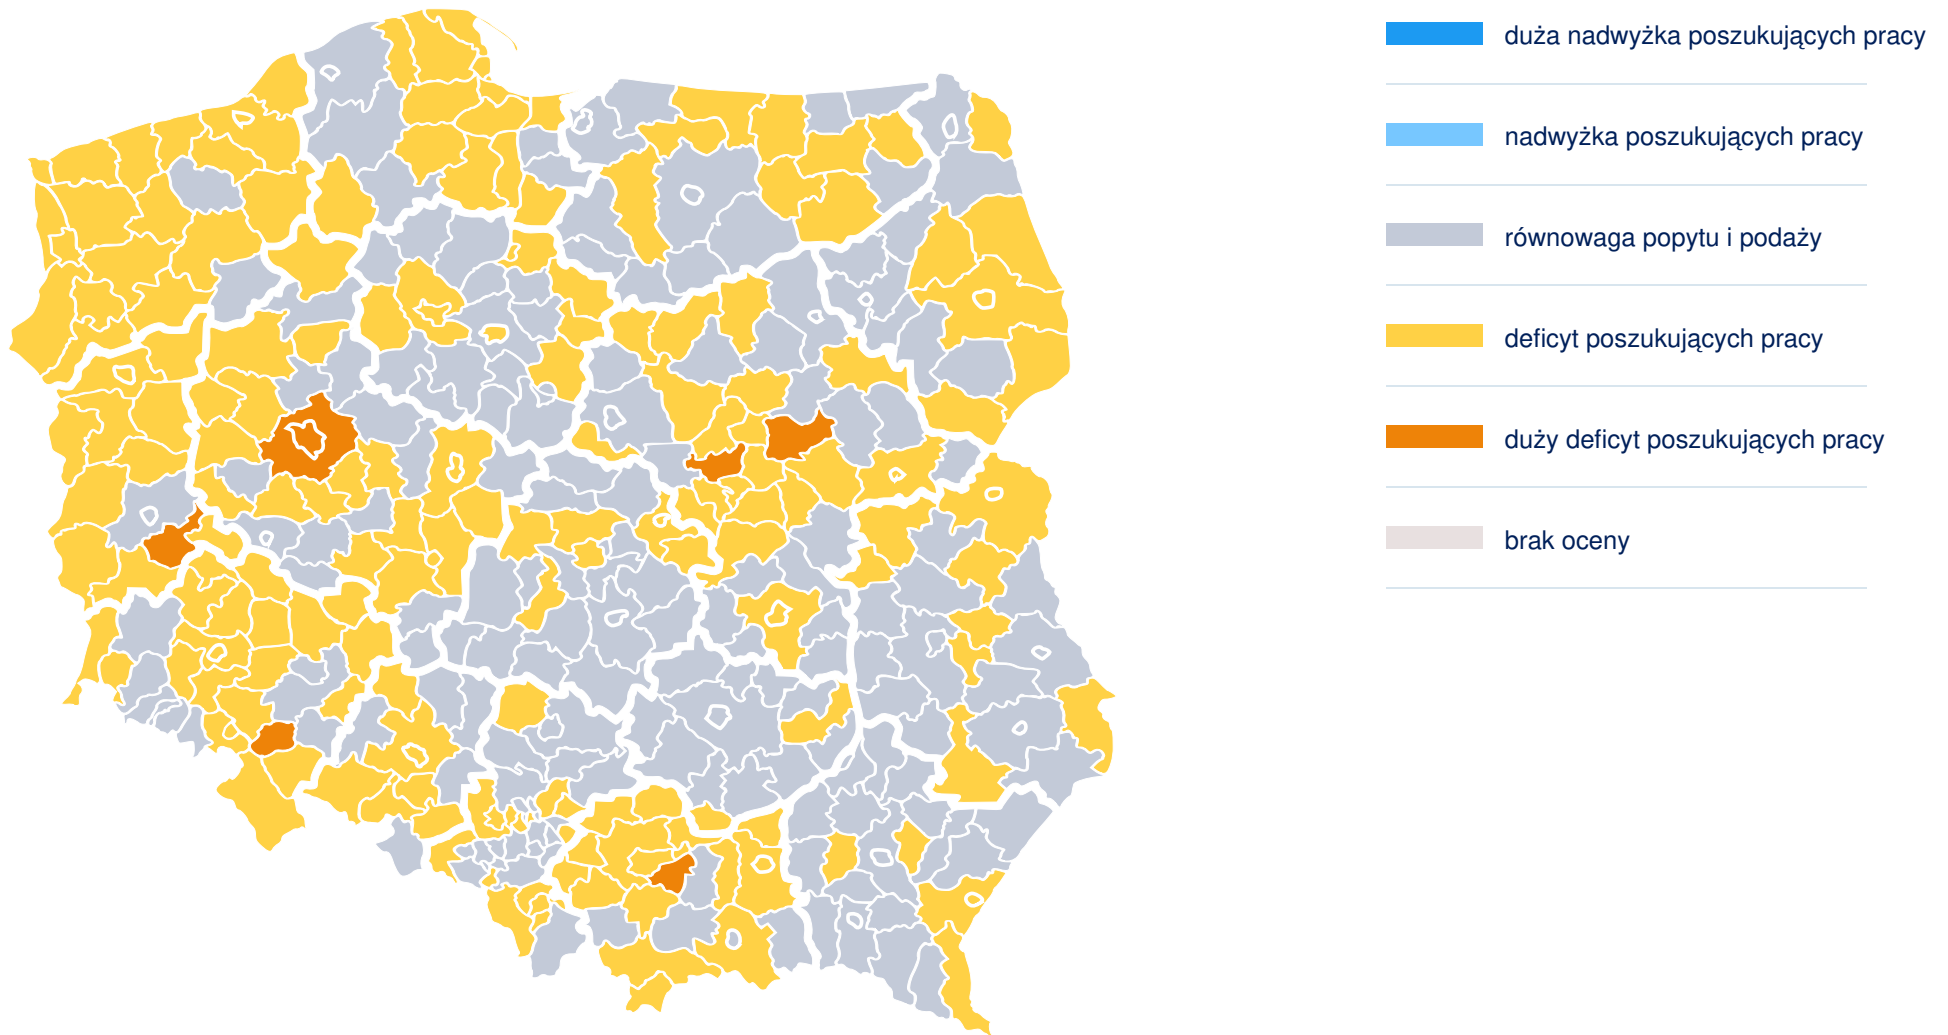 duża nadwyżka poszukujących pracy
nadwyżka poszukujących pracy
równowaga popytu i podaży
deficyt poszukujących pracy
duży deficyt poszukujących pracy
brak oceny